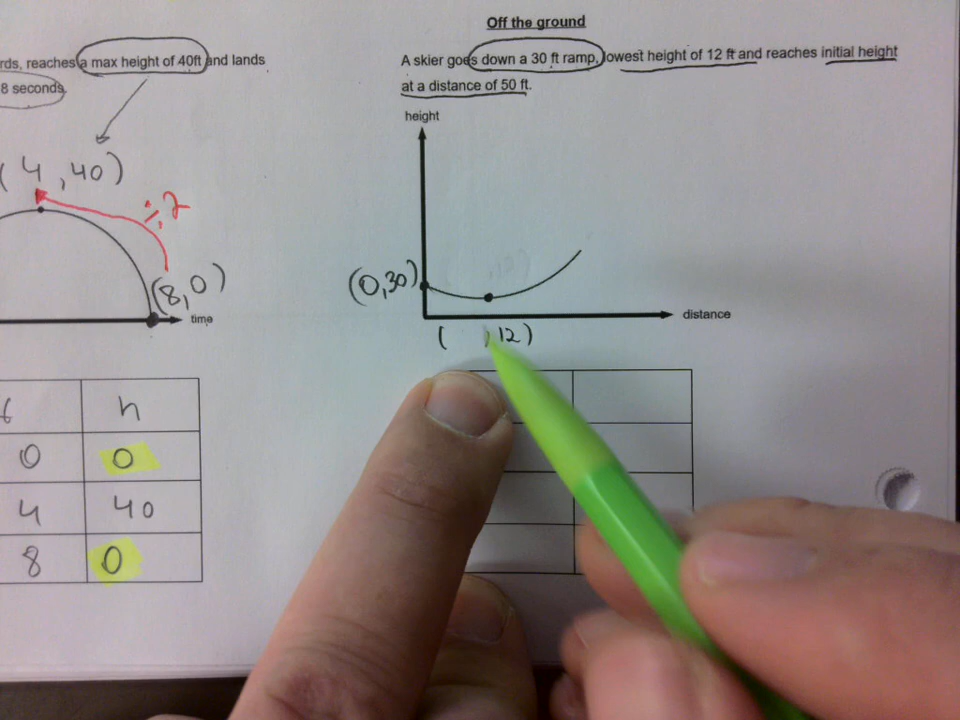 Off the ground
rds, reaches a max height of 40ft and lands
8 seconds
A skier goes down a 30 ft ramp, lowest height of 12 ft and reaches initial height
at a distance of 50 ft.
height
(4,40)
÷2
(8,0)
time
(0,30)
distance
( ,12)
t h
0 0
4 40
8 0